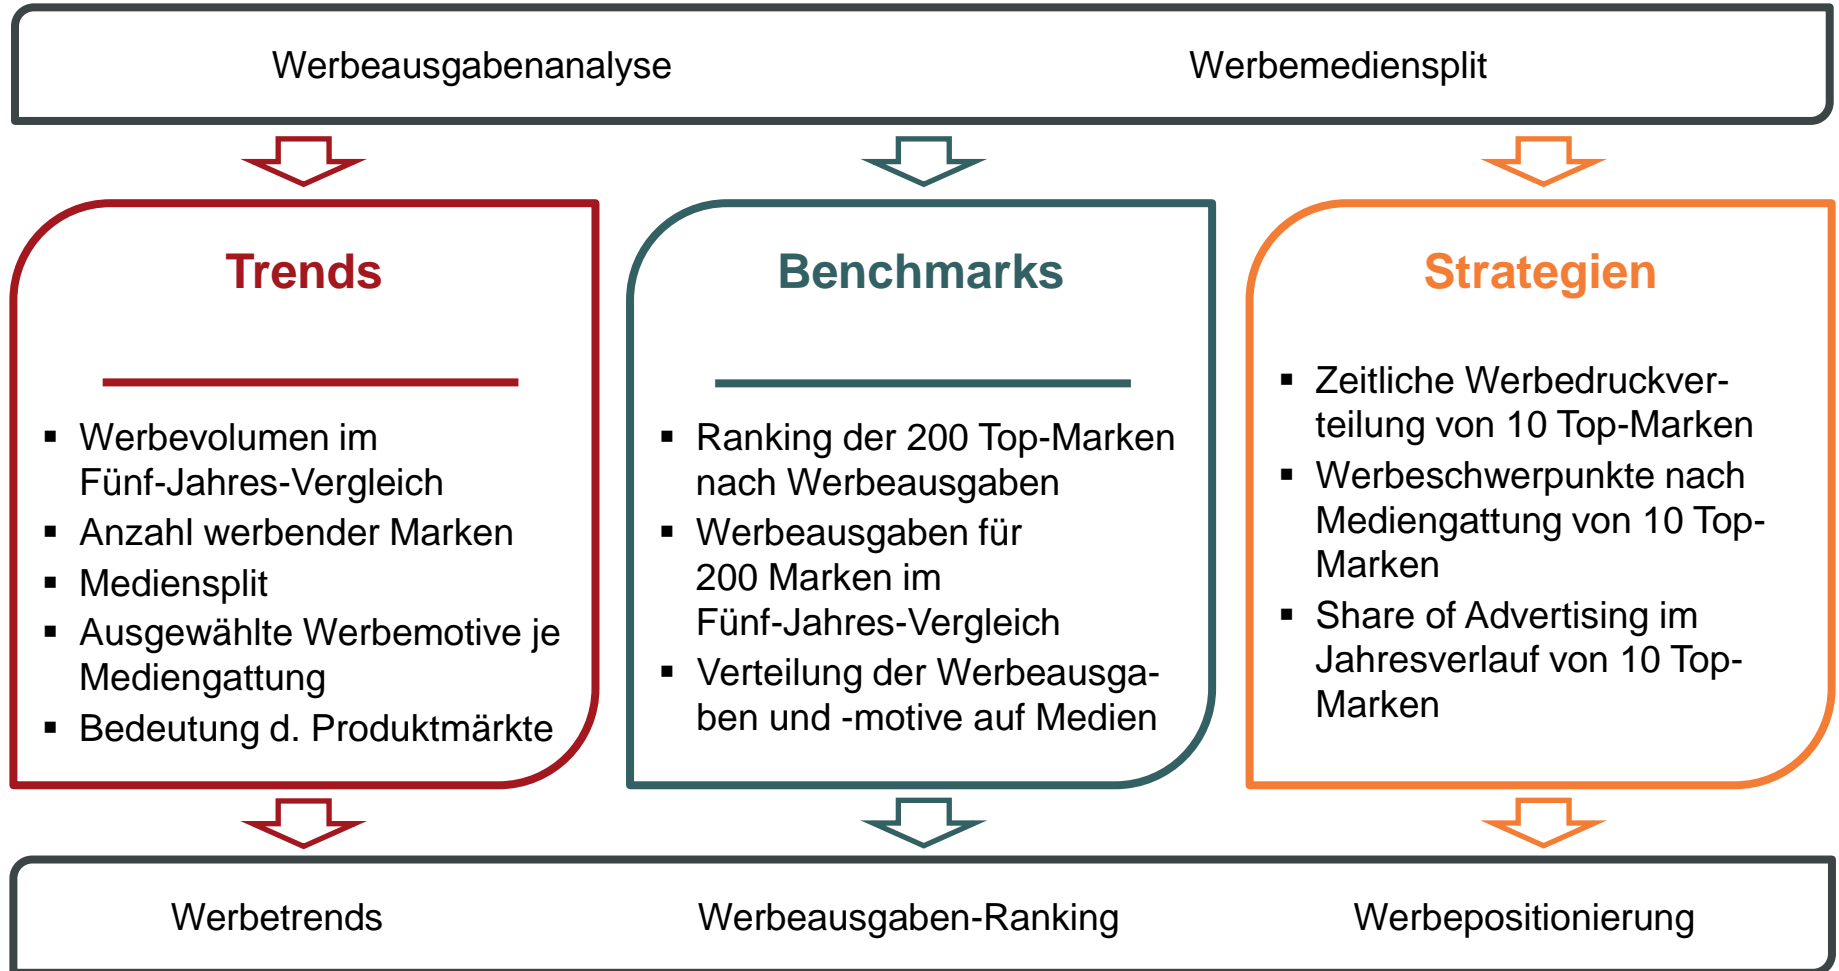 Werbeausgabenanalyse
Werbemediensplit
Trends
▪ Werbevolumen im
Fünf-Jahres-Vergleich
▪ Anzahl werbender Marken
▪ Mediensplit
▪ Ausgewählte Werbemotive je
Mediengattung
▪ Bedeutung d. Produktmärkte
Benchmarks
▪ Ranking der 200 Top-Marken
nach Werbeausgaben
▪ Werbeausgaben für
200 Marken im
Fünf-Jahres-Vergleich
▪ Verteilung der Werbeausga-
ben und -motive auf Medien
Strategien
▪ Zeitliche Werbedruckver-
teilung von 10 Top-Marken
▪ Werbeschwerpunkte nach
Mediengattung von 10 Top-
Marken
▪ Share of Advertising im
Jahresverlauf von 10 Top-
Marken
Werbetrends
Werbeausgaben-Ranking
Werbepositionierung